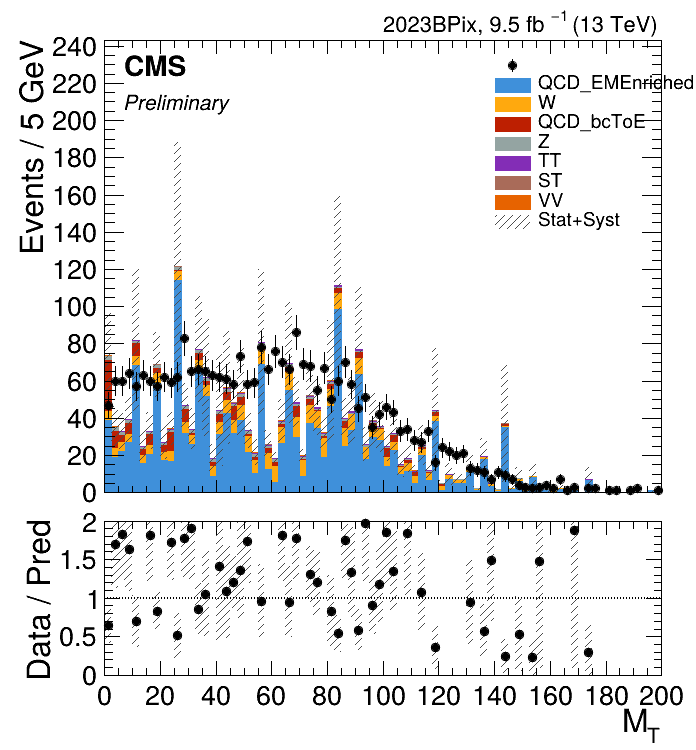 2023BPix, 9.5 fb⁻¹ (13 TeV)
CMS
Preliminary
QCD_EMEnriched
W
QCD_bcToE
Z
TT
ST
VV
Stat+Syst
Events / 5 GeV
240
220
200
180
160
140
120
100
80
60
40
20
0
Data / Pred
2
1.5
1
0.5
0
0 20 40 60 80 100 120 140 160 180 200
M_T